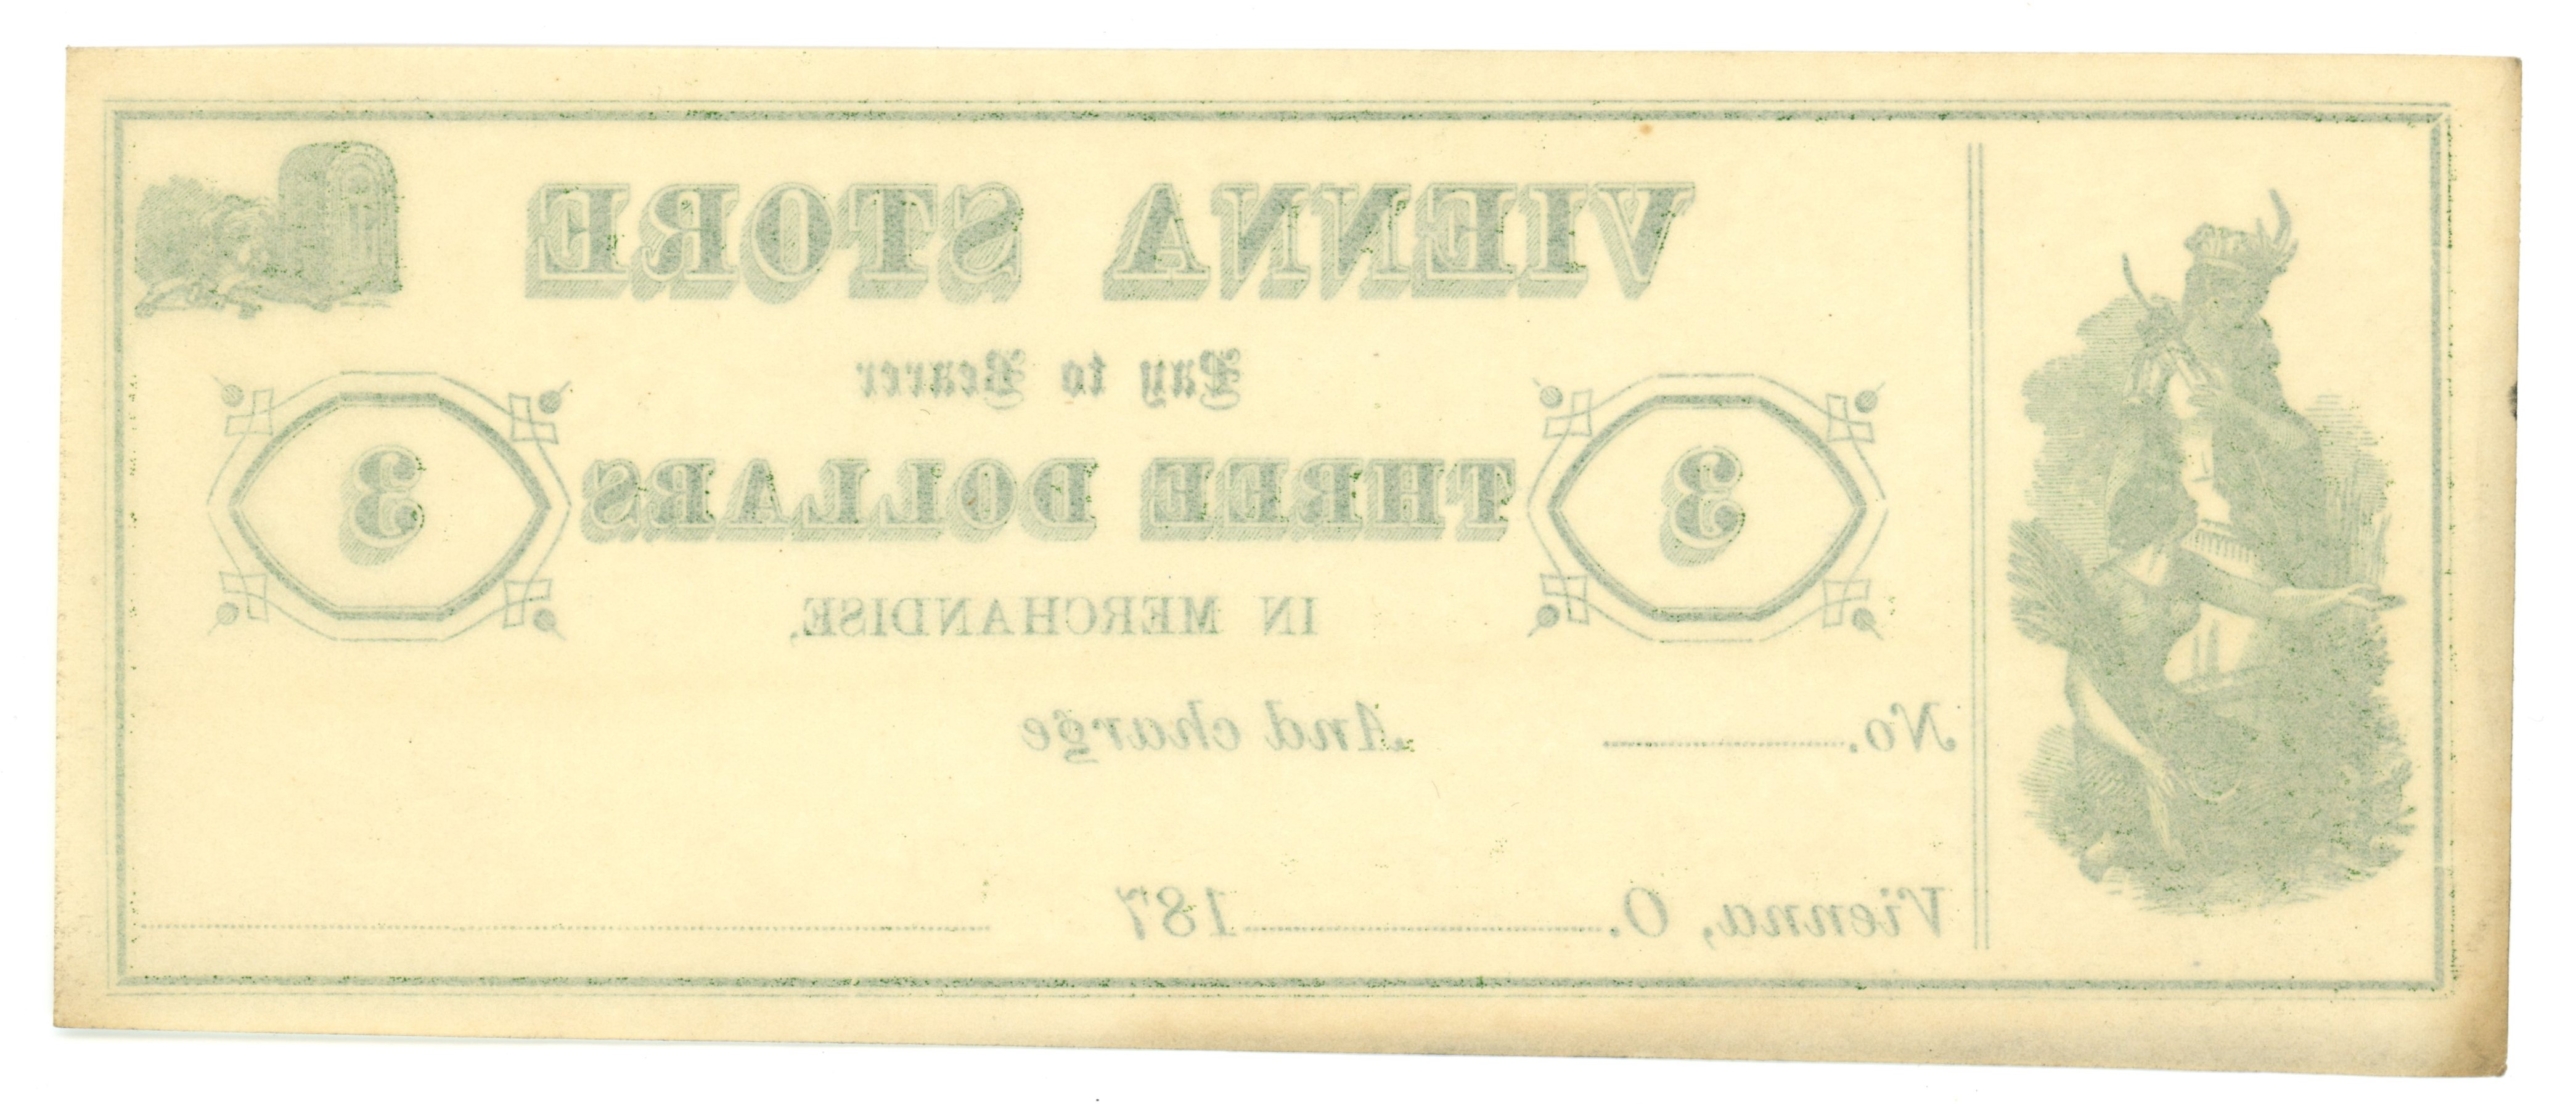 VIENNA STORE
Pay to Bearer
3 THREE DOLLARS 3
IN MERCHANDISE,
No. And charge
Vienna, O. 187